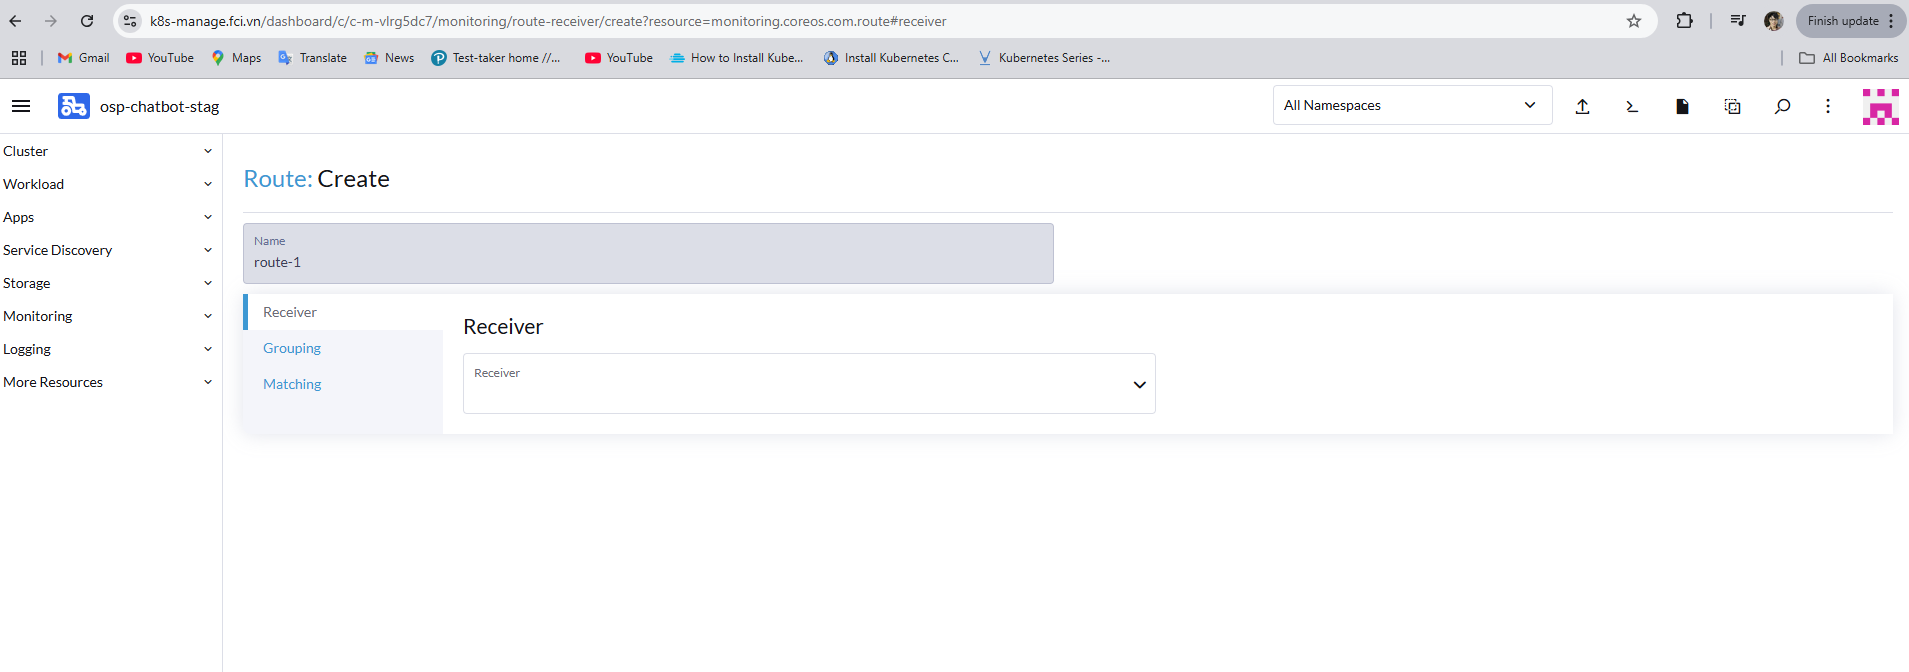 k8s-manage.fci.vn/dashboard/c/c-m-vlrg5dc7/monitoring/route-receiver/create?resource=monitoring.coreos.com.route#receiver
Finish update
Gmail
YouTube
Maps
Translate
News
Test-taker home //...
YouTube
How to Install Kube...
Install Kubernetes C...
Kubernetes Series -...
All Bookmarks
osp-chatbot-stag
All Namespaces
Cluster
Workload
Apps
Service Discovery
Storage
Monitoring
Logging
More Resources
Route: Create
Name
route-1
Receiver
Grouping
Matching
Receiver
Receiver